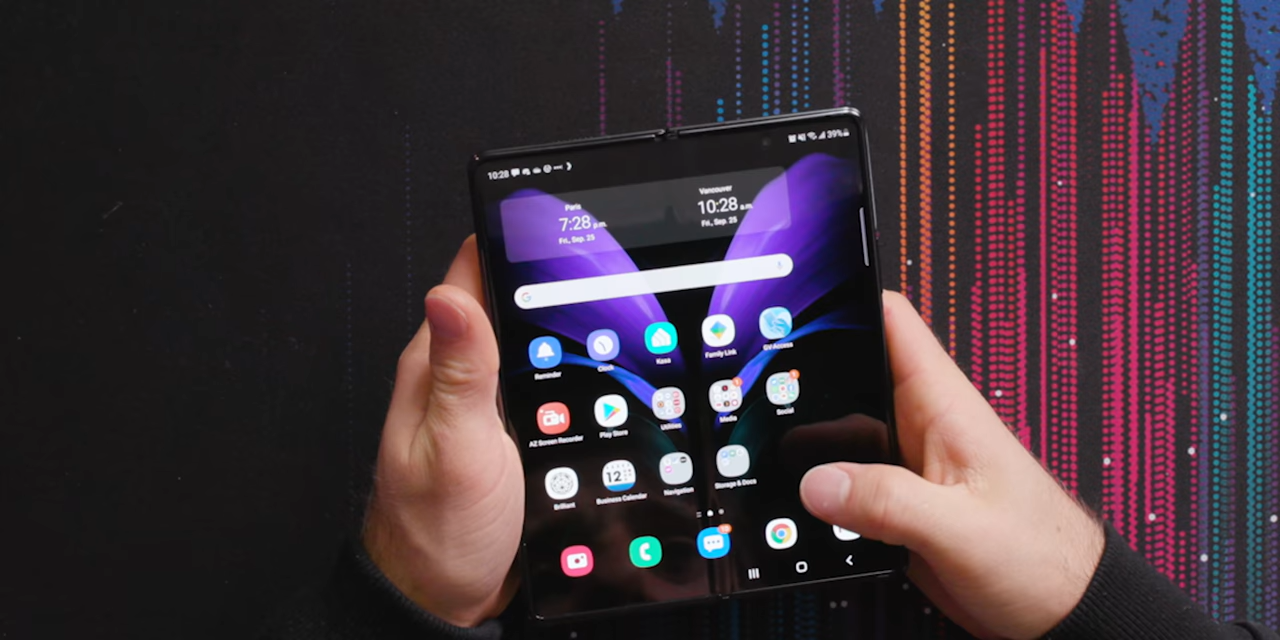 10:28
39%
Paris
7:28 p.m.
Fri., Sep. 25
Vancouver
10:28 a.m.
Fri., Sep. 25
G
Reminder
Clock
Kasa
Family Link
AZ Screen Recorder
Play Store
Utilities
Media
Social
Brilliant
12
Business Calendar
Navigation
Storage & Docs